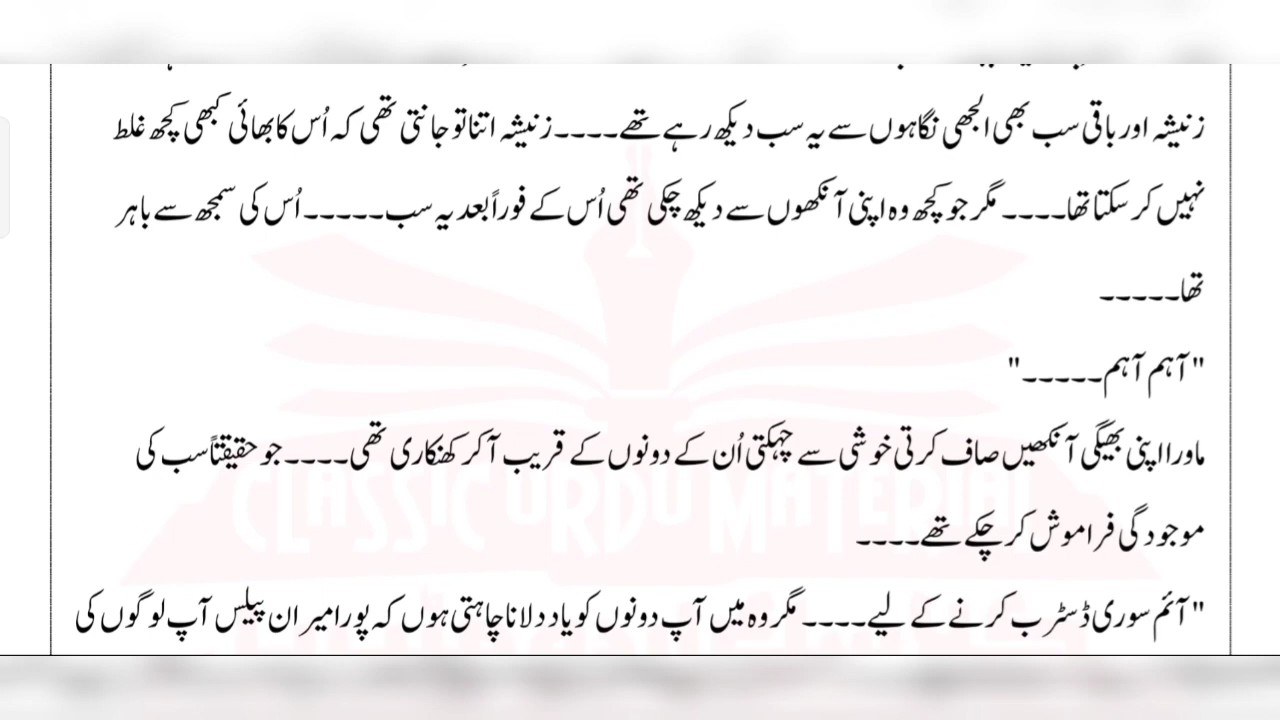 زنیشہ اور باقی سب بھی الجھی نگاہوں سے یہ سب دیکھ رہے تھے۔۔۔۔ زنیشہ اتنا تو جانتی تھی کہ اُس کا بھائی کبھی کچھ غلط
نہیں کر سکتا تھا۔۔۔۔ مگر جو کچھ وہ اپنی آنکھوں سے دیکھ چکی تھی اُس کے فوراً بعد یہ سب۔۔۔۔۔ اُس کی سمجھ سے باہر
تھا۔۔۔۔۔
"آہم آہم۔۔۔۔۔"
ماورا اپنی بھیگی آنکھیں صاف کرتی خوشی سے چہکتی اُن کے دونوں کے قریب آکر کھنکاری تھی۔۔۔۔ جو حقیقتاً سب کی
موجودگی فراموش کر چکے تھے۔۔۔۔
"آئم سوری ڈسٹرب کرنے کے لیے۔۔۔۔ مگر وہ میں آپ دونوں کو یاد دلانا چاہتی ہوں کہ پورا میران پیلس آپ لوگوں کی
CLASSIC URDU MATERIAL